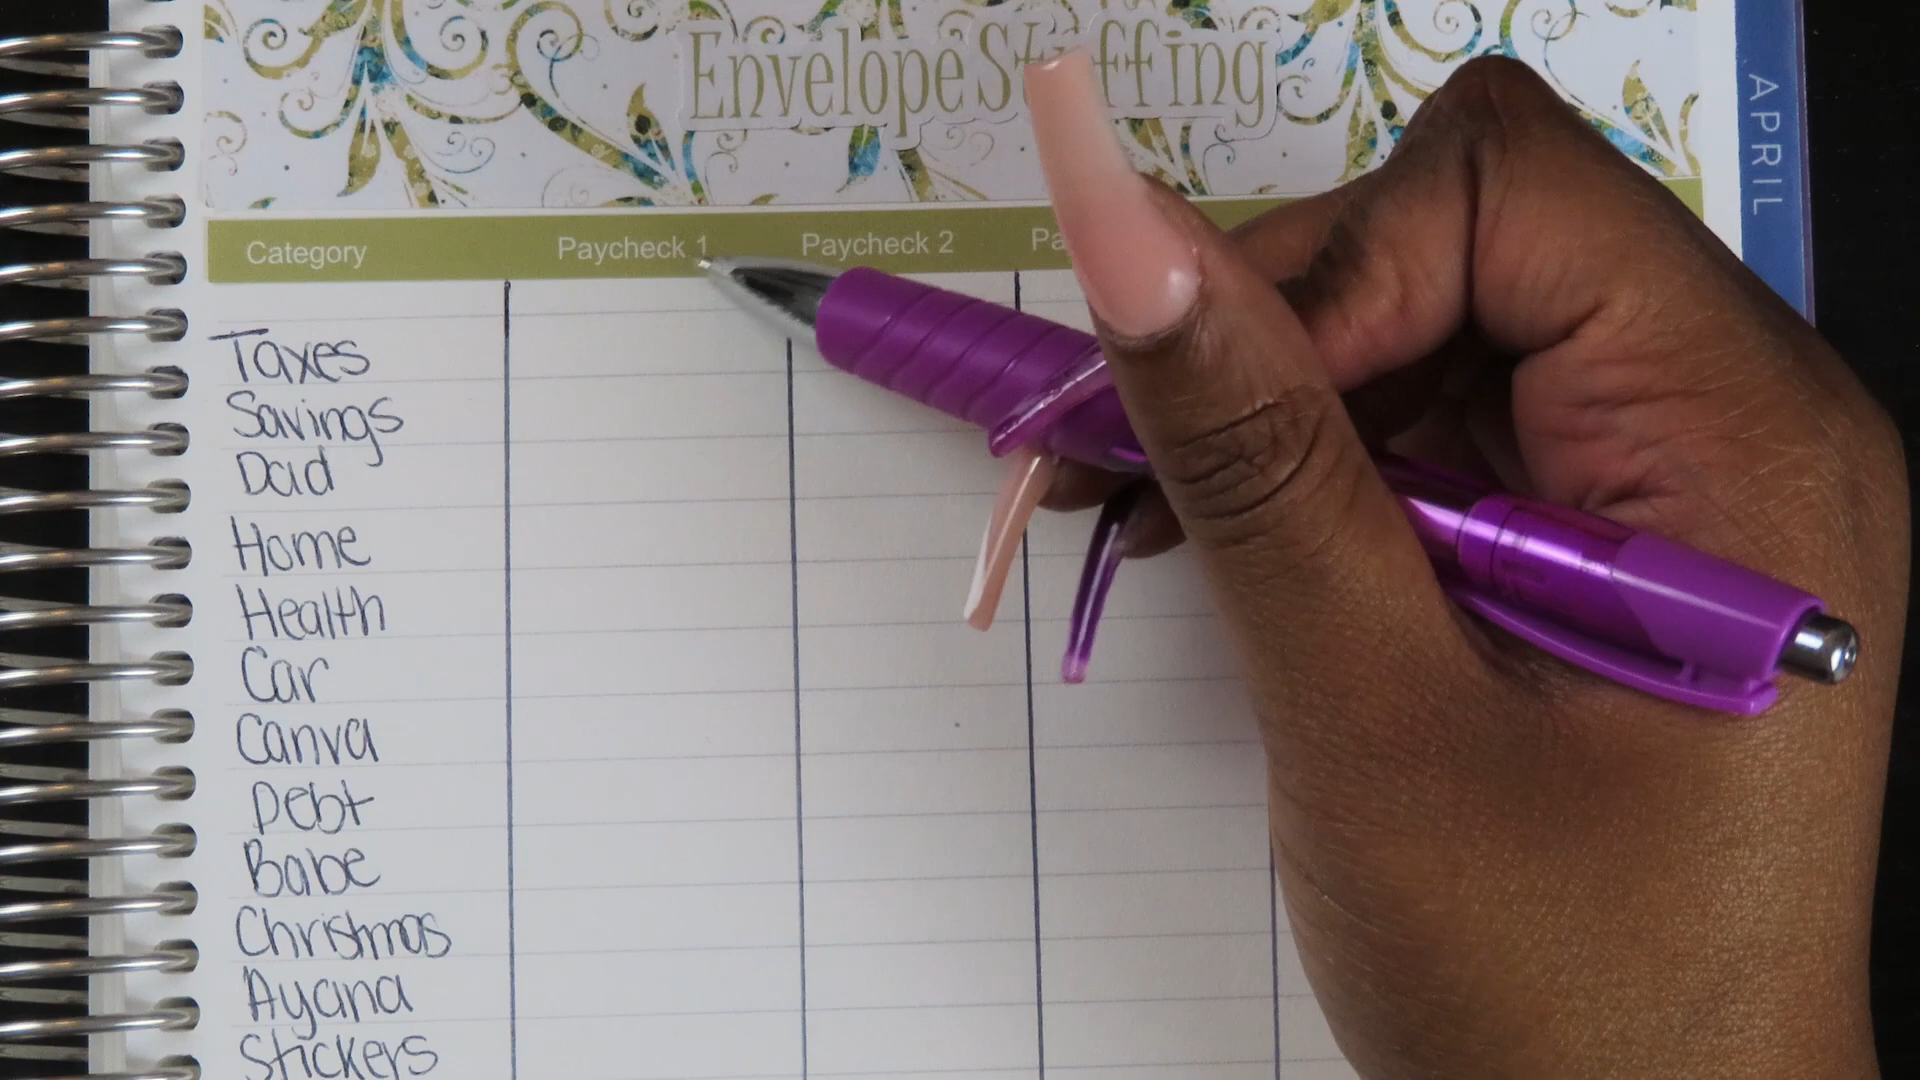 Envelope Stuffing
APRIL
Category Paycheck 1 Paycheck 2 Pa
Taxes
Savings
Dad
Home
Health
Car
Canva
Debt
Babe
Christmas
Ayana
Stickers